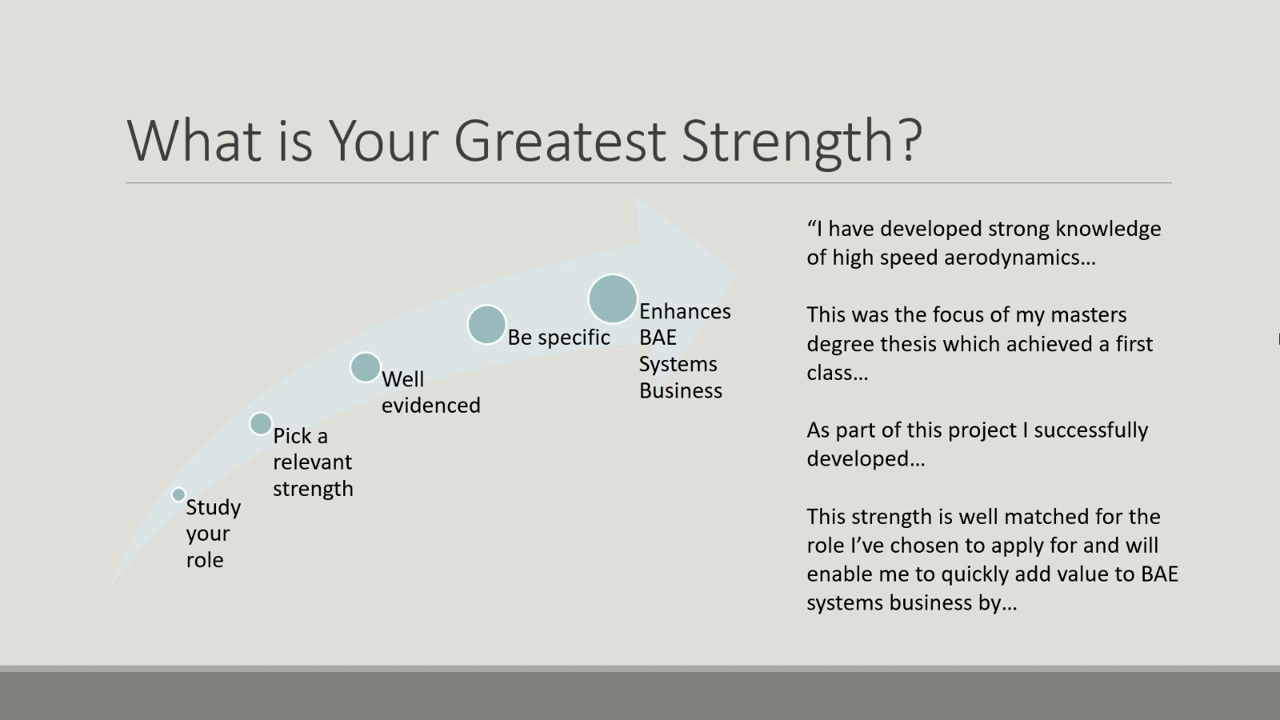 What is Your Greatest Strength?
Study
your
role
Pick a
relevant
strength
Well
evidenced
Be specific
Enhances
BAE
Systems
Business
“I have developed strong knowledge
of high speed aerodynamics...
This was the focus of my masters
degree thesis which achieved a first
class...
As part of this project I successfully
developed...
This strength is well matched for the
role I’ve chosen to apply for and will
enable me to quickly add value to BAE
systems business by...